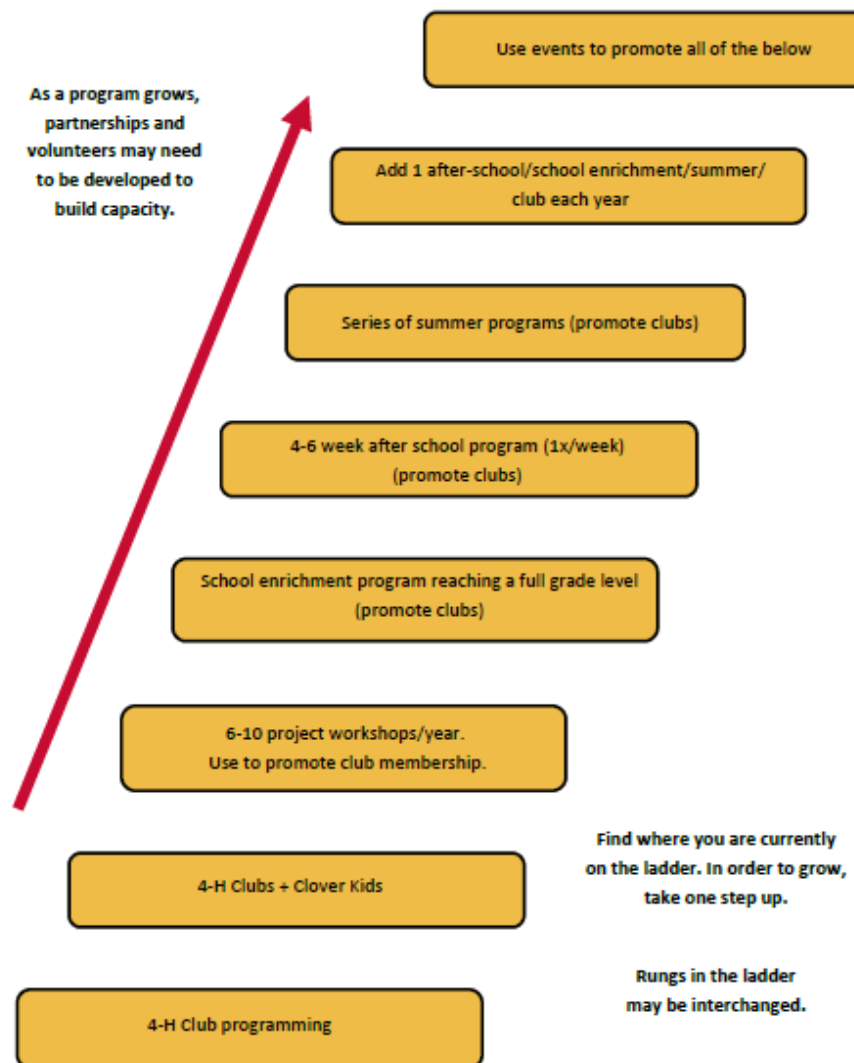 Use events to promote all of the below
As a program grows,
partnerships and
volunteers may need
to be developed to
build capacity.
Add 1 after-school/school enrichment/summer/
club each year
Series of summer programs (promote clubs)
4-6 week after school program (1x/week)
(promote clubs)
School enrichment program reaching a full grade level
(promote clubs)
6-10 project workshops/year.
Use to promote club membership.
Find where you are currently
on the ladder. In order to grow,
take one step up.
4-H Clubs + Clover Kids
Rungs in the ladder
may be interchanged.
4-H Club programming